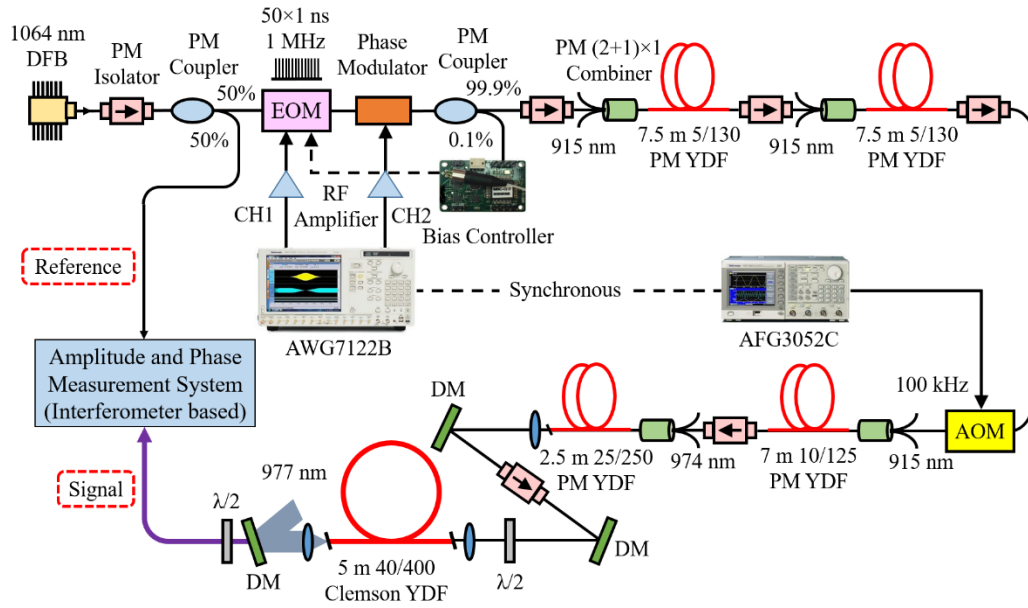 1064 nm
DFB
PM
Isolator
PM
Coupler
50%
50%
50×1 ns
1 MHz
EOM
Phase
Modulator
PM
Coupler
99.9%
0.1%
PM (2+1)×1
Combiner
915 nm
7.5 m 5/130
PM YDF
915 nm
7.5 m 5/130
PM YDF
CH1
RF
Amplifier
CH2
Bias Controller
Reference
AWG7122B
Synchronous
AFG3052C
Amplitude and Phase
Measurement System
(Interferometer based)
100 kHz
AOM
915 nm
7 m 10/125
PM YDF
974 nm
2.5 m 25/250
PM YDF
DM
DM
λ/2
5 m 40/400
Clemson YDF
977 nm
DM
λ/2
Signal